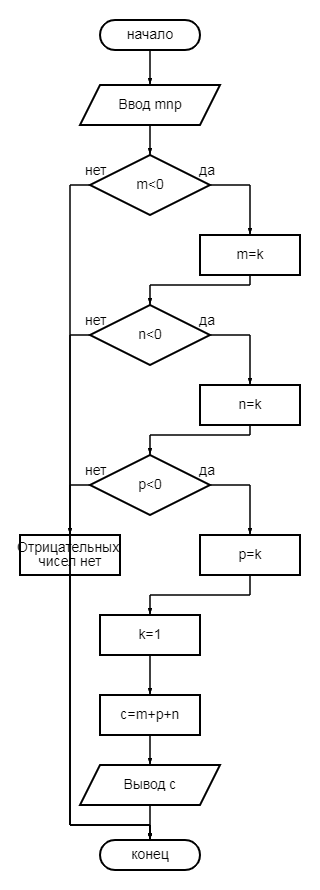 начало
Ввод mnp
нет
да
m<0
m=k
нет
да
n<0
n=k
нет
да
p<0
Отрицательных
чисел нет
p=k
k=1
c=m+p+n
Вывод c
конец